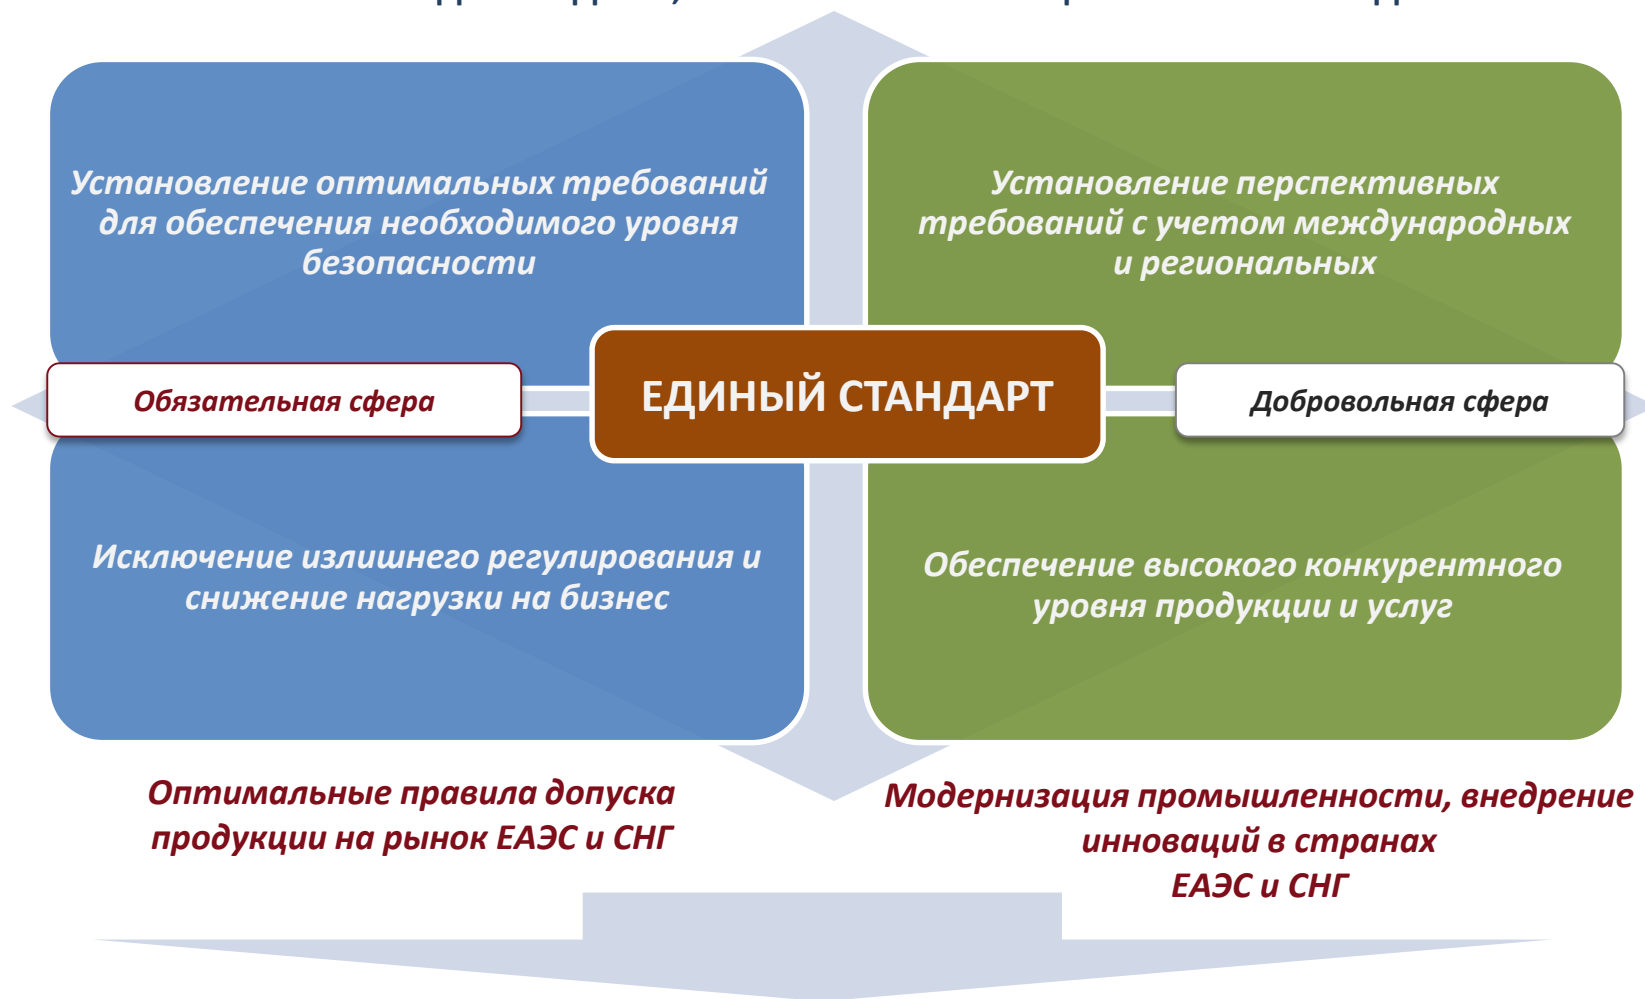 Установление оптимальных требований
для обеспечения необходимого уровня
безопасности
Установление перспективных
требований с учетом международных
и региональных
Обязательная сфера
ЕДИНЫЙ СТАНДАРТ
Добровольная сфера
Исключение излишнего регулирования и
снижение нагрузки на бизнес
Обеспечение высокого конкурентного
уровня продукции и услуг
Оптимальные правила допуска
продукции на рынок ЕАЭС и СНГ
Модернизация промышленности, внедрение
инноваций в странах
ЕАЭС и СНГ